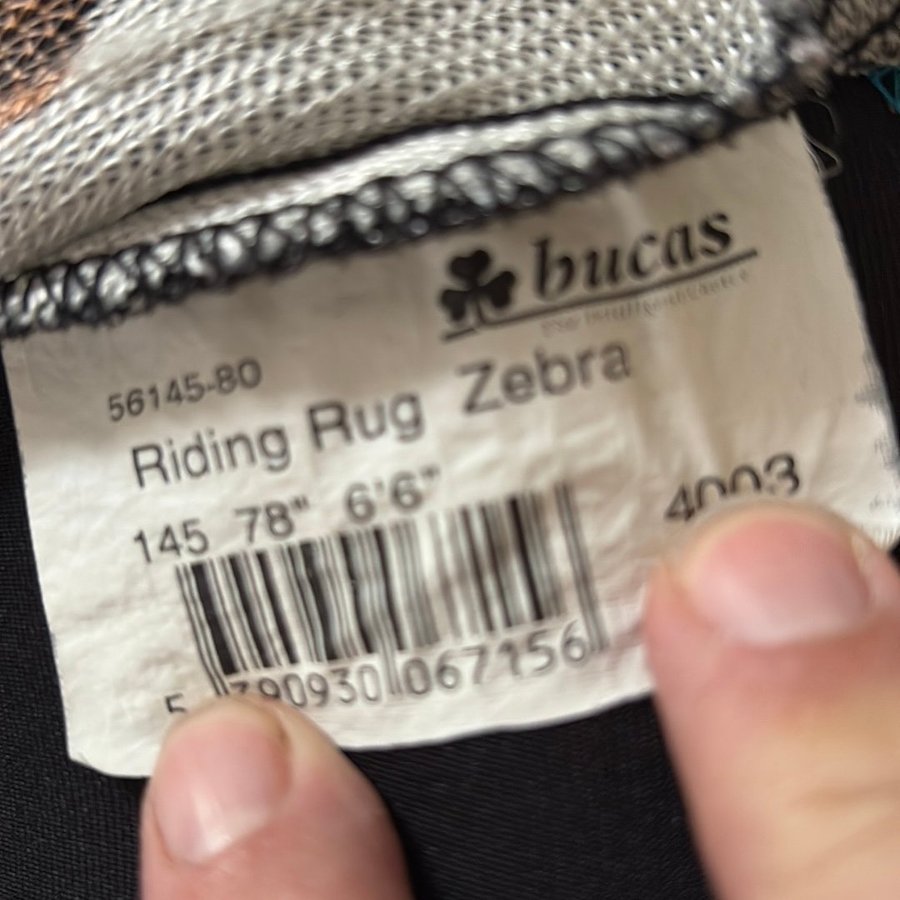 bucas
56145-80
Riding Rug Zebra
145 78" 6'6"
4003
5 390930 067156